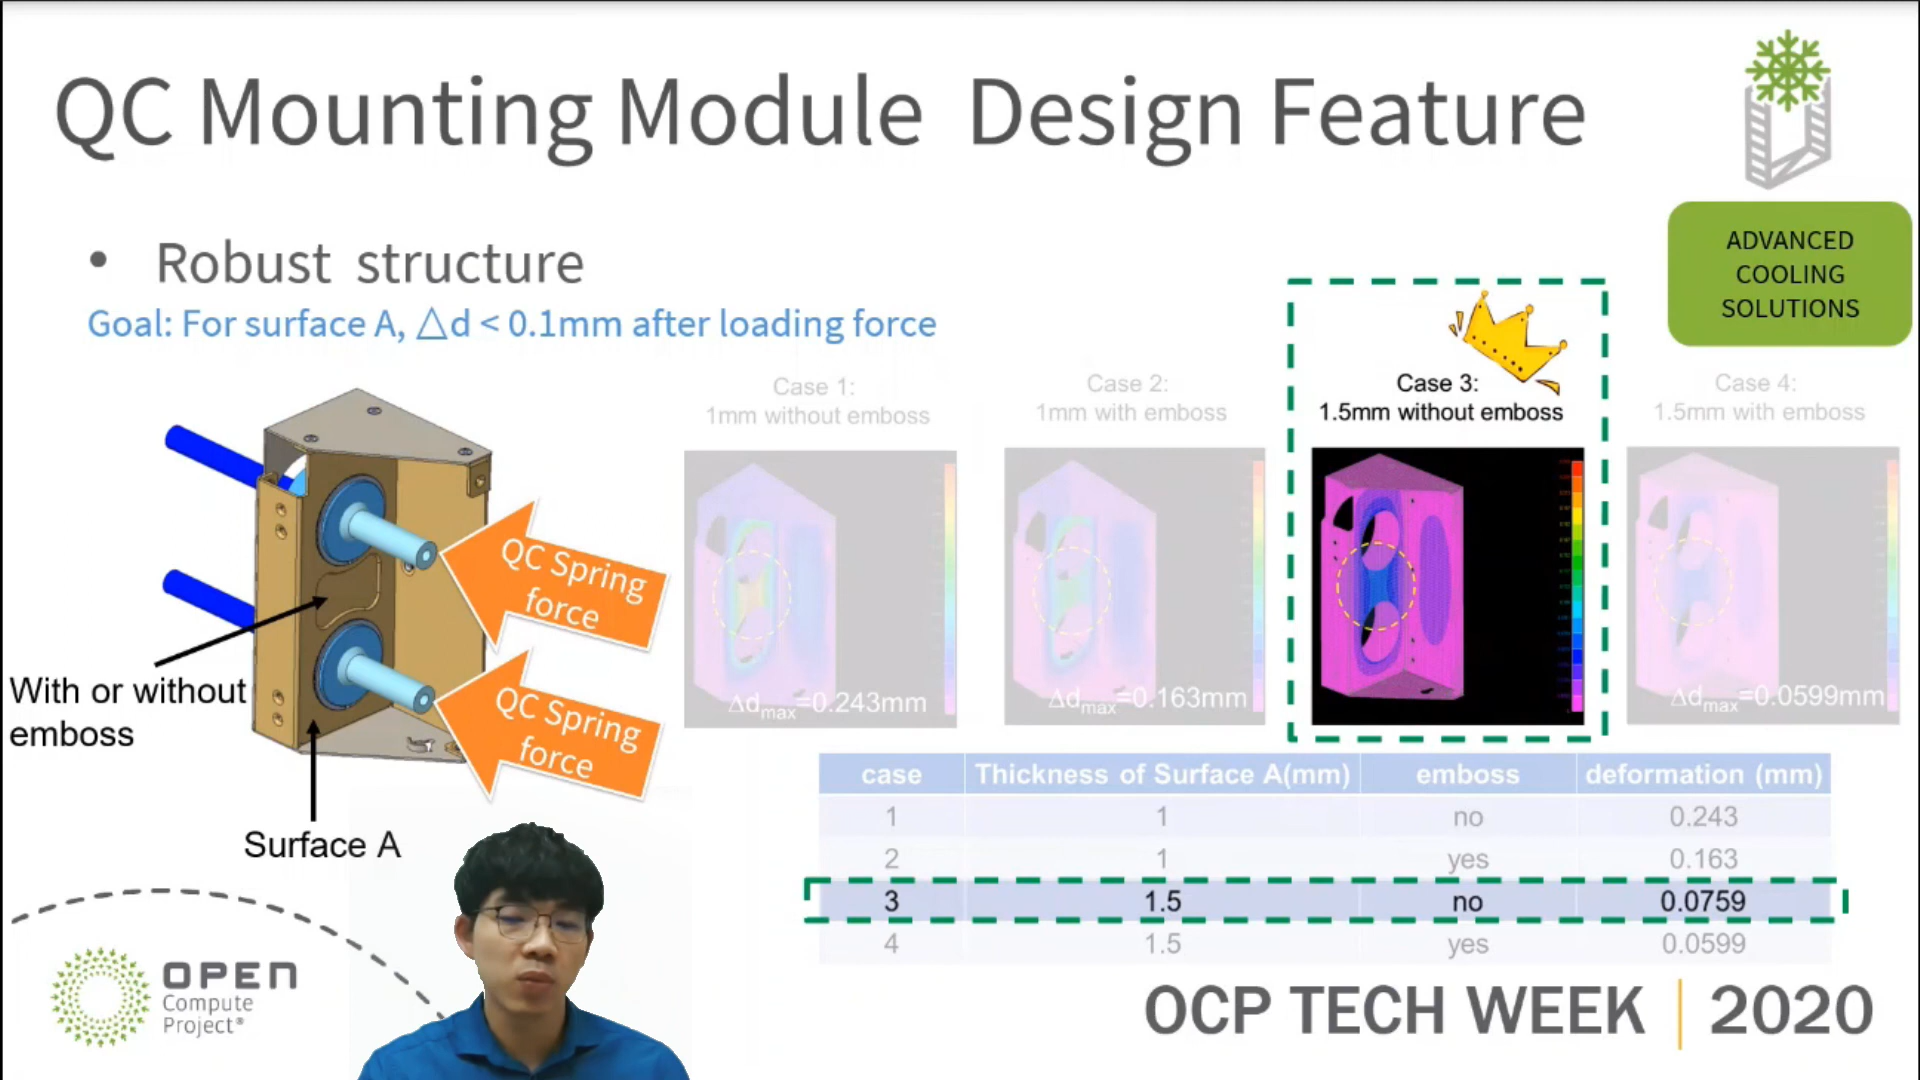 QC Mounting Module Design Feature
ADVANCED
COOLING
SOLUTIONS
• Robust structure
Goal: For surface A, △d < 0.1mm after loading force
QC Spring
force
QC Spring
force
With or without
emboss
Surface A
Case 1:
1mm without emboss
Δdmax=0.243mm
Case 2:
1mm with emboss
Δdmax=0.163mm
Case 3:
1.5mm without emboss
Case 4:
1.5mm with emboss
Δdmax=0.0599mm
case Thickness of Surface A(mm) emboss deformation (mm)
1 1 no 0.243
2 1 yes 0.163
3 1.5 no 0.0759
4 1.5 yes 0.0599
OPEN
Compute
Project®
OCP TECH WEEK | 2020